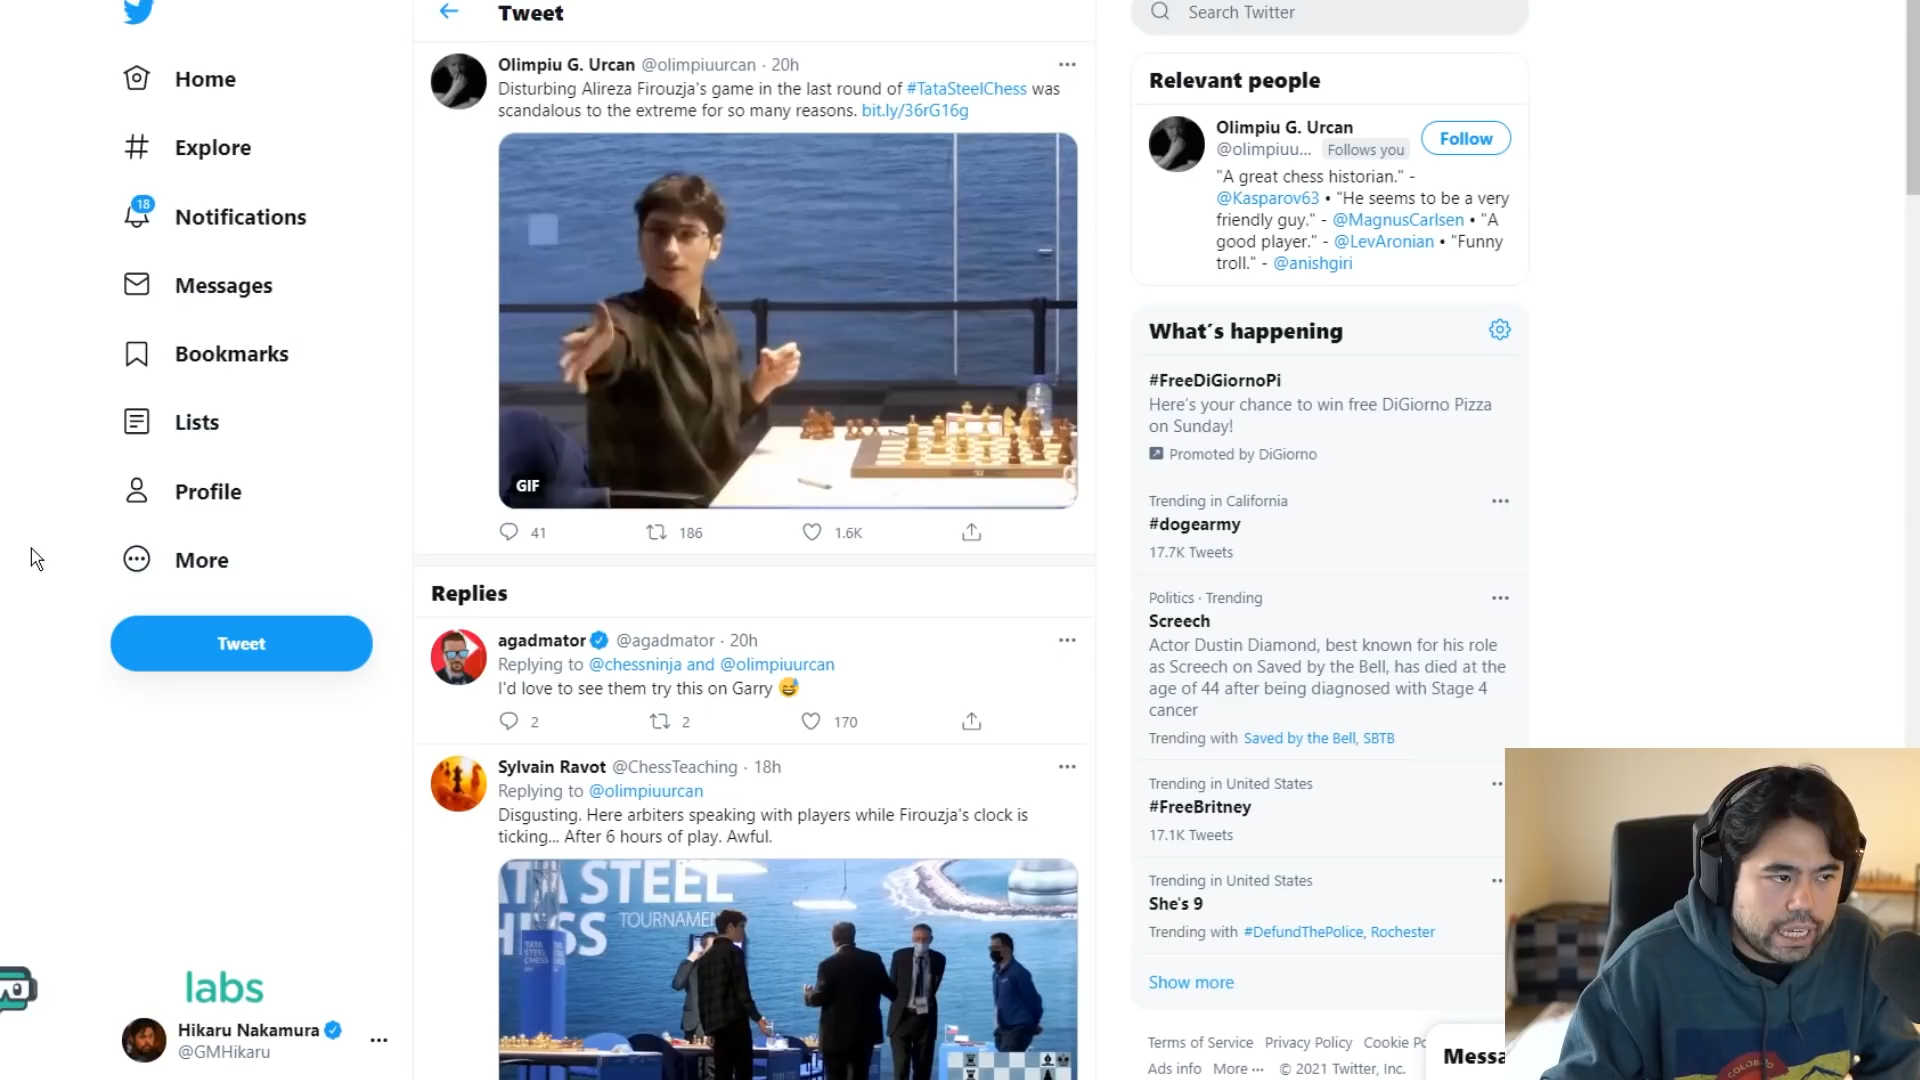 Home
Explore
18
Notifications
Messages
Bookmarks
Lists
Profile
More
Tweet
labs
Hikaru Nakamura
@GMHikaru
Tweet
Olimpiu G. Urcan @olimpiuurcan · 20h
Disturbing Alireza Firouzja's game in the last round of #TataSteelChess was
scandalous to the extreme for so many reasons. bit.ly/36rG16g
GIF
41 186 1.6K
Replies
agadmator @agadmator · 20h
Replying to @chessninja and @olimpiuurcan
I'd love to see them try this on Garry 😅
2 2 170
Sylvain Ravot @ChessTeaching · 18h
Replying to @olimpiuurcan
Disgusting. Here arbiters speaking with players while Firouzja's clock is
ticking... After 6 hours of play. Awful.
TATA STEEL
CHESS TOURNAMEN
TATA
STEEL
CHESS
Search Twitter
Relevant people
Olimpiu G. Urcan
@olimpiu... Follows you
Follow
"A great chess historian." -
@Kasparov63 • "He seems to be a very
friendly guy." - @MagnusCarlsen • "A
good player." - @LevAronian • "Funny
troll." - @anishgiri
What's happening
#FreeDiGiornoPi
Here's your chance to win free DiGiorno Pizza
on Sunday!
Promoted by DiGiorno
Trending in California
#dogearmy
17.7K Tweets
Politics · Trending
Screech
Actor Dustin Diamond, best known for his role
as Screech on Saved by the Bell, has died at the
age of 44 after being diagnosed with Stage 4
cancer
Trending with Saved by the Bell, SBTB
Trending in United States
#FreeBritney
17.1K Tweets
Trending in United States
She's 9
Trending with #DefundThePolice, Rochester
Show more
Terms of Service Privacy Policy Cookie Po
Ads info More ··· © 2021 Twitter, Inc.
Messa
COLORAD